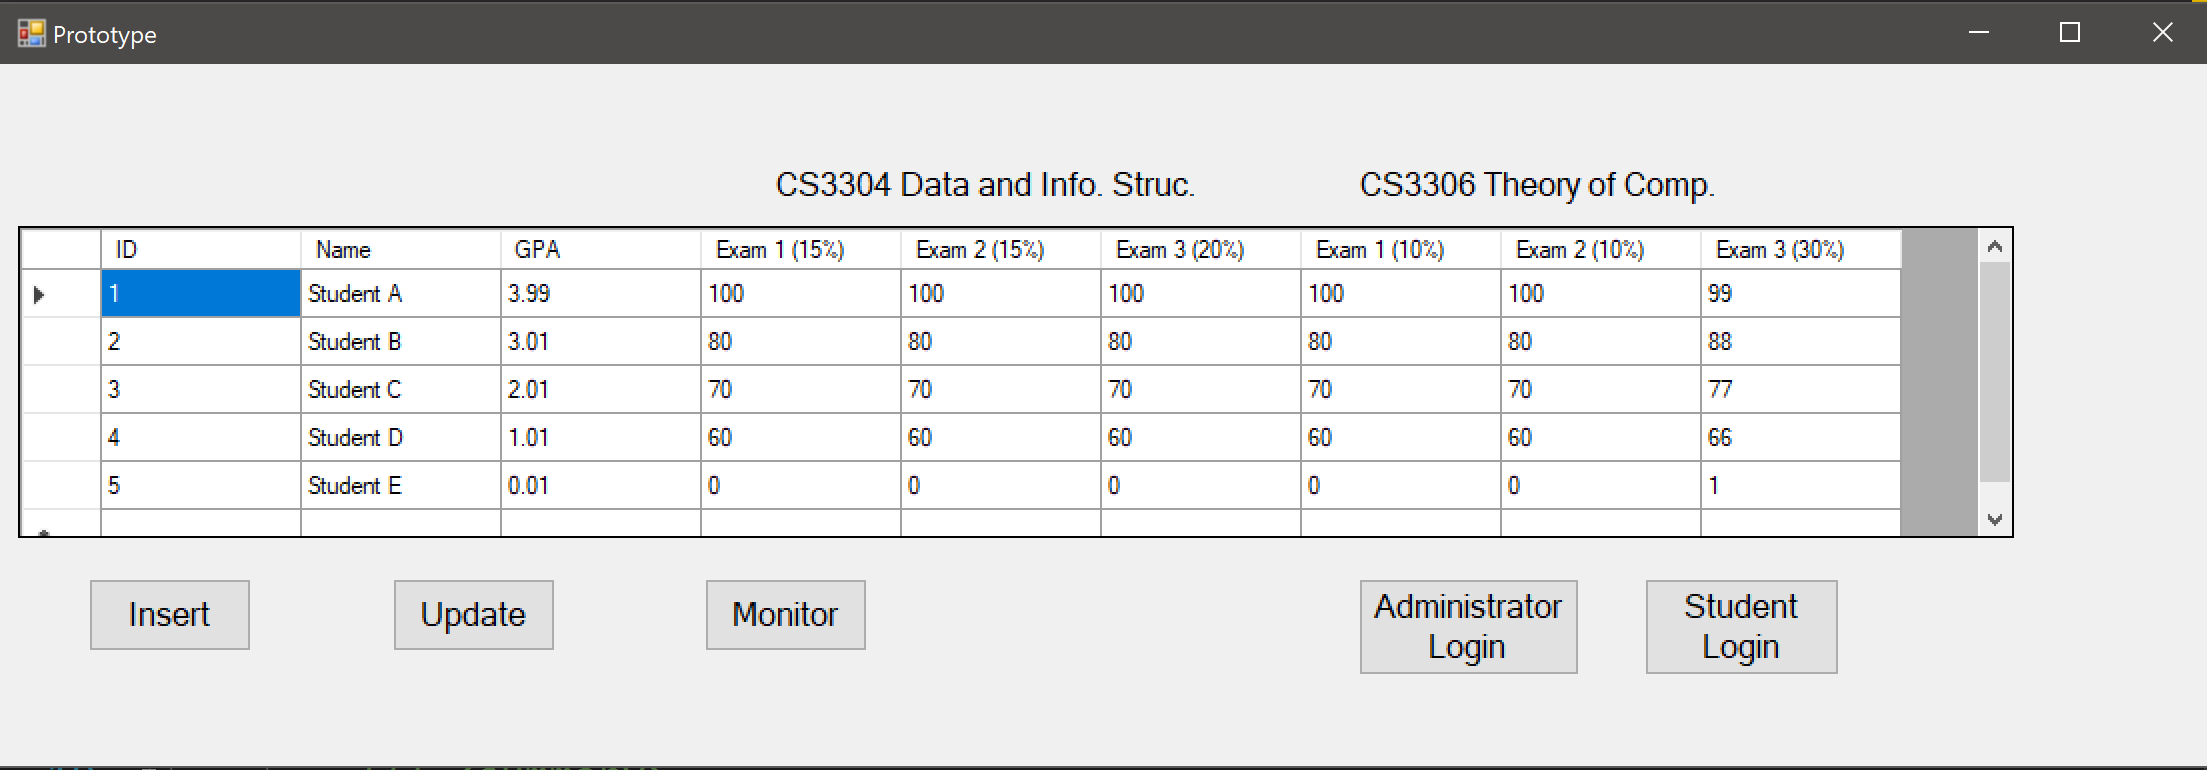 Prototype
CS3304 Data and Info. Struc. CS3306 Theory of Comp.
ID Name GPA Exam 1 (15%) Exam 2 (15%) Exam 3 (20%) Exam 1 (10%) Exam 2 (10%) Exam 3 (30%)
1 Student A 3.99 100 100 100 100 100 99
2 Student B 3.01 80 80 80 80 80 88
3 Student C 2.01 70 70 70 70 70 77
4 Student D 1.01 60 60 60 60 60 66
5 Student E 0.01 0 0 0 0 0 1
Insert Update Monitor Administrator Login Student Login